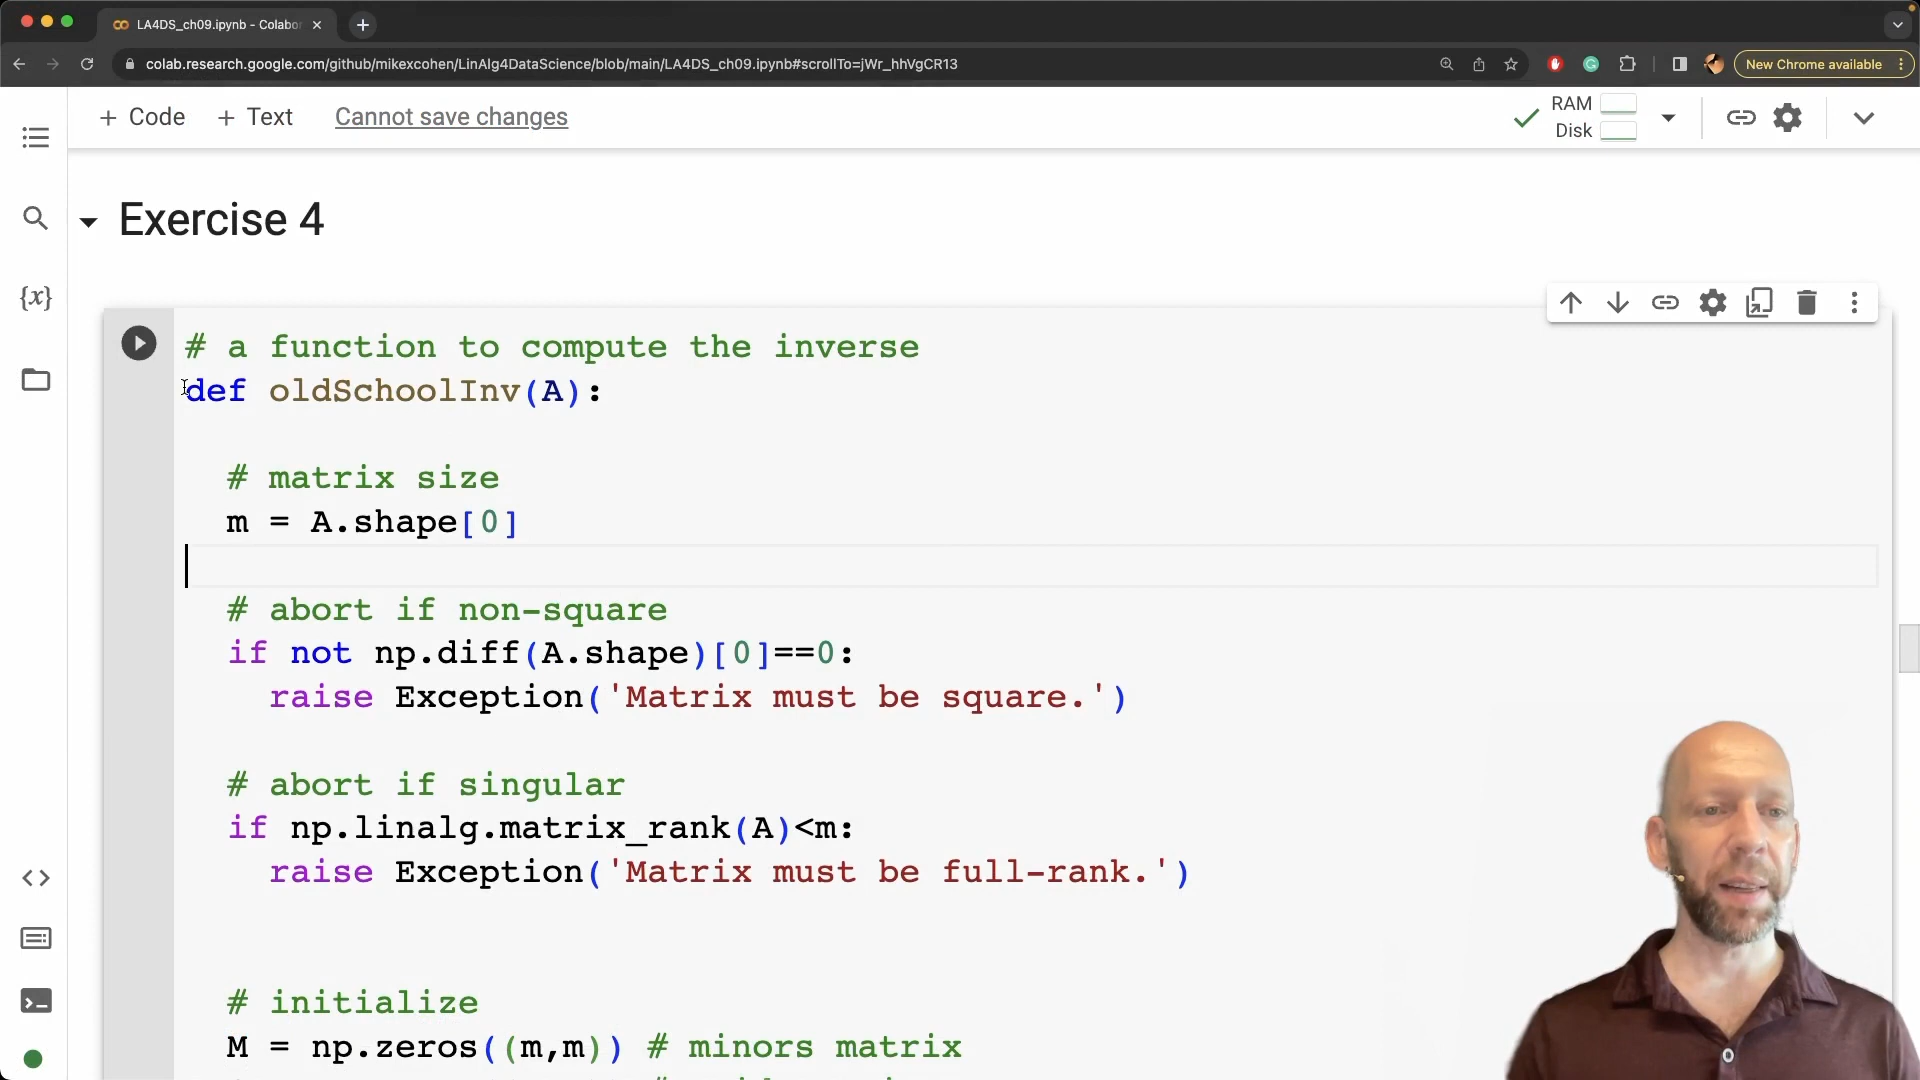 LA4DS_ch09.ipynb - Colabo
colab.research.google.com/github/mikexcohen/LinAlg4DataScience/blob/main/LA4DS_ch09.ipynb#scrollTo=jWr_hhVgCR13
New Chrome available
+ Code + Text Cannot save changes
RAM
Disk
{x}
Exercise 4
# a function to compute the inverse
def oldSchoolInv(A):
# matrix size
m = A.shape[0]
# abort if non-square
if not np.diff(A.shape)[0]==0:
raise Exception('Matrix must be square.')
# abort if singular
if np.linalg.matrix_rank(A)<m:
raise Exception('Matrix must be full-rank.')
# initialize
M = np.zeros((m,m)) # minors matrix